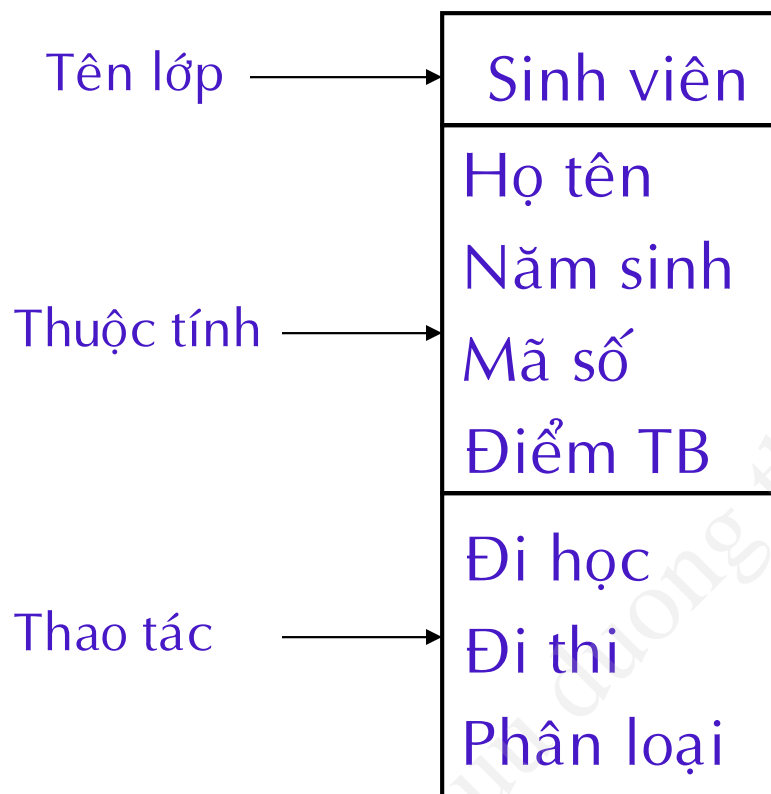 Tên lớp
Sinh viên
Thuộc tính
Họ tên
Năm sinh
Mã số
Điểm TB
Thao tác
Đi học
Đi thi
Phân loại